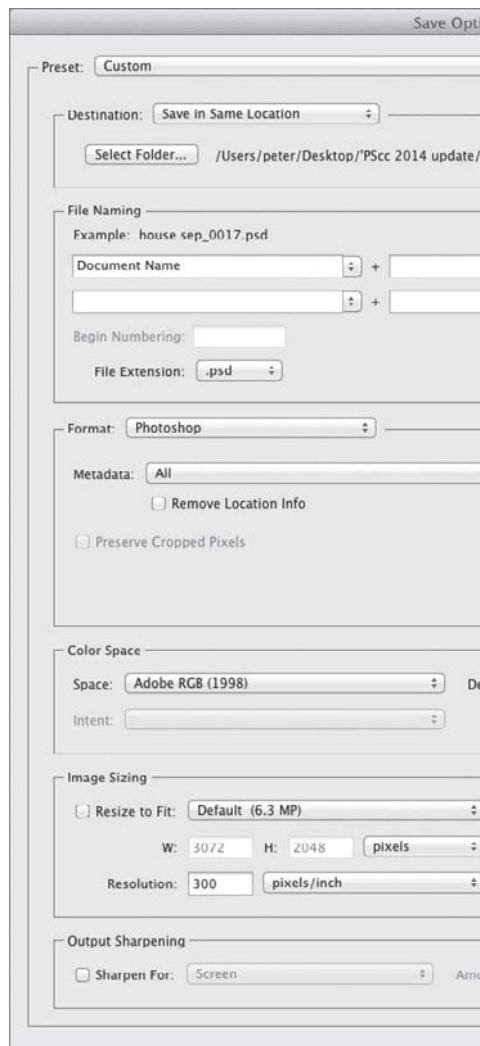 Save Opti
Preset: Custom
Destination: Save in Same Location
Select Folder... /Users/peter/Desktop/'PScc 2014 update/
File Naming
Example: house sep_0017.psd
Document Name +
+
Begin Numbering:
File Extension: .psd
Format: Photoshop
Metadata: All
Remove Location Info
Preserve Cropped Pixels
Color Space
Space: Adobe RGB (1998) De
Intent:
Image Sizing
Resize to Fit: Default (6.3 MP)
W: 3072 H: 2048 pixels
Resolution: 300 pixels/inch
Output Sharpening
Sharpen For: Screen Amo